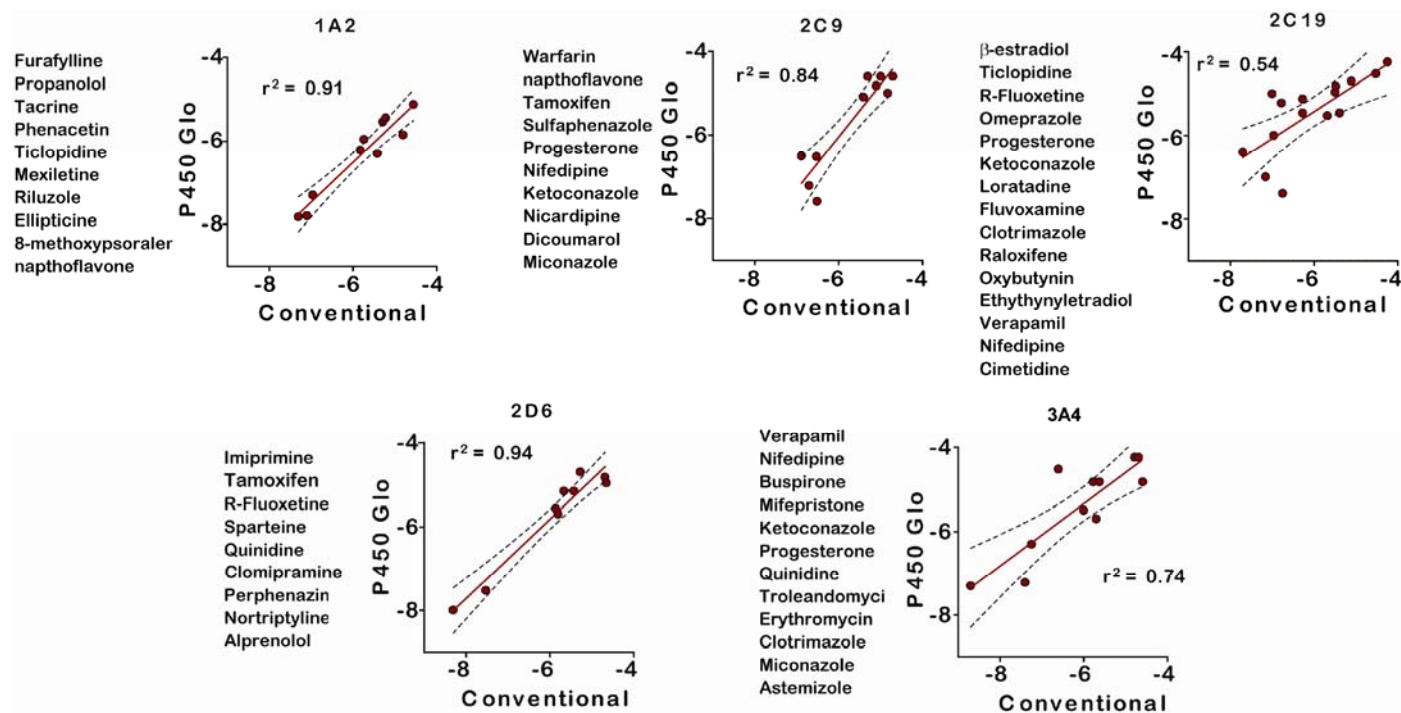 1A2
Furafylline
Propanolol
Tacrine
Phenacetin
Ticlopidine
Mexiletine
Riluzole
Ellipticine
8-methoxypsoraler
napthoflavone
P450 Glo
-4
-6
-8
r² = 0.91
-8 -6 -4
Conventional
2C9
Warfarin
napthoflavone
Tamoxifen
Sulfaphenazole
Progesterone
Nifedipine
Ketoconazole
Nicardipine
Dicoumarol
Miconazole
P450 Glo
-4
-6
-8
r² = 0.84
-8 -6 -4
Conventional
2C19
β-estradiol
Ticlopidine
R-Fluoxetine
Omeprazole
Progesterone
Ketoconazole
Loratadine
Fluvoxamine
Clotrimazole
Raloxifene
Oxybutynin
Ethythynyletradiol
Verapamil
Nifedipine
Cimetidine
P450 Glo
-4
-6
-8
r² = 0.54
-8 -6 -4
Conventional
2D6
Imiprimine
Tamoxifen
R-Fluoxetine
Sparteine
Quinidine
Clomipramine
Perphenazin
Nortriptyline
Alprenolol
P450 Glo
-4
-6
-8
r² = 0.94
-8 -6 -4
Conventional
3A4
Verapamil
Nifedipine
Buspirone
Mifepristone
Ketoconazole
Progesterone
Quinidine
Troleandomyci
Erythromycin
Clotrimazole
Miconazole
Astemizole
P450 Glo
-4
-6
-8
r² = 0.74
-8 -6 -4
Conventional